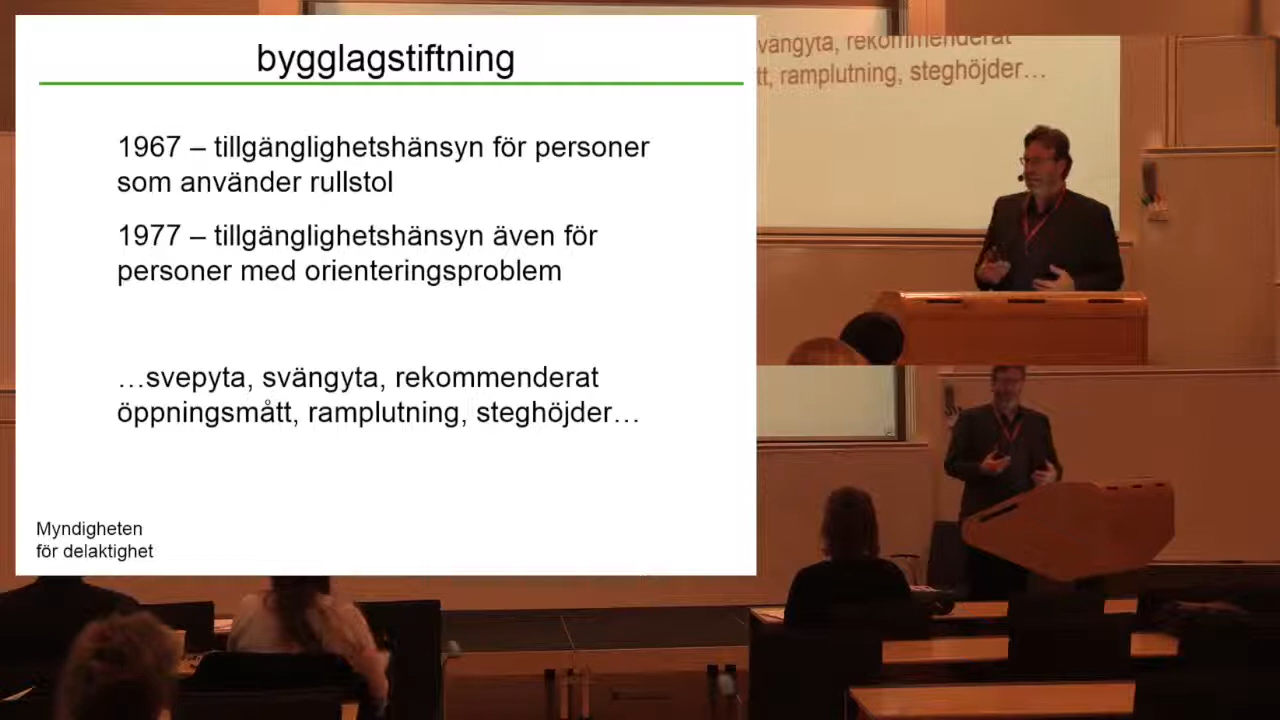 bygglagstiftning
1967 – tillgänglighetshänsyn för personer
som använder rullstol
1977 – tillgänglighetshänsyn även för
personer med orienteringsproblem
…svepyta, svängyta, rekommenderat
öppningsmått, ramplutning, steghöjder…
Myndigheten
för delaktighet
svängyta, rekommenderat
tt, ramplutning, steghöjder…